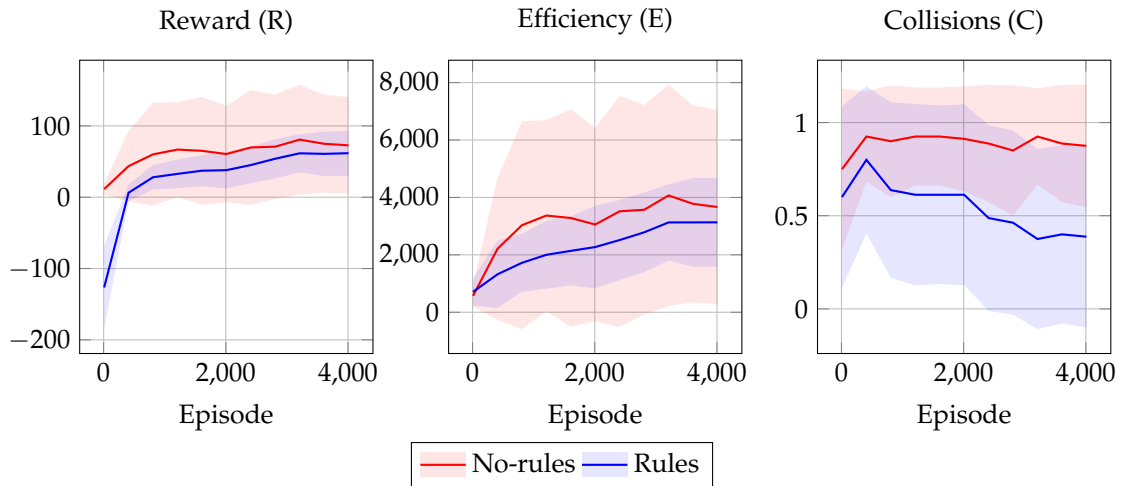 Reward (R)
Efficiency (E)
Collisions (C)
100
0
−100
−200
0
2,000
4,000
Episode
8,000
6,000
4,000
2,000
0
0
2,000
4,000
Episode
1
0.5
0
0
2,000
4,000
Episode
No-rules
Rules